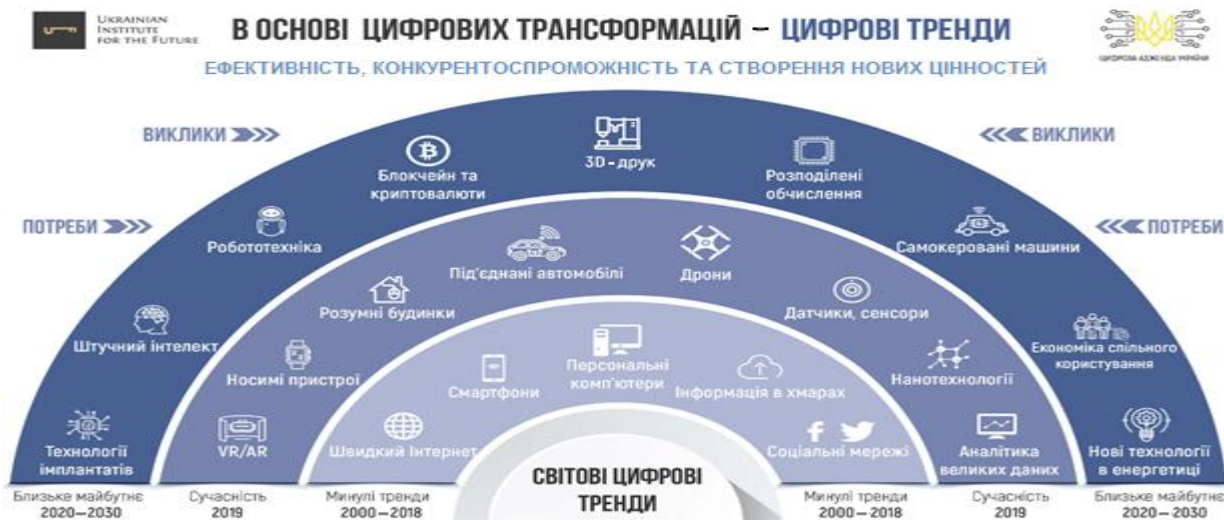 UKRAINIAN
INSTITUTE
FOR THE FUTURE
В ОСНОВІ ЦИФРОВИХ ТРАНСФОРМАЦІЙ – ЦИФРОВІ ТРЕНДИ
ЦИФРОВА АДЖЕНДА УКРАЇНИ
ЕФЕКТИВНІСТЬ, КОНКУРЕНТОСПРОМОЖНІСТЬ ТА СТВОРЕННЯ НОВИХ ЦІННОСТЕЙ
ВИКЛИКИ
ВИКЛИКИ
ПОТРЕБИ
ПОТРЕБИ
Технології
імплантатів
Штучний інтелект
Робототехніка
Блокчейн та
криптовалюти
3D-друк
Розподілені
обчислення
Самокеровані машини
Економіка спільного
користування
Нові технології
в енергетиці
VR/AR
Носимі пристрої
Розумні будинки
Під'єднані автомобілі
Дрони
Датчики, сенсори
Нанотехнології
Аналітика
великих даних
Швидкий Інтернет
Смартфони
Персональні
комп'ютери
Інформація в хмарах
Соціальні мережі
СВІТОВІ ЦИФРОВІ
ТРЕНДИ
Близьке майбутнє
2020–2030
Сучасність
2019
Минулі тренди
2000–2018
Минулі тренди
2000–2018
Сучасність
2019
Близьке майбутнє
2020–2030